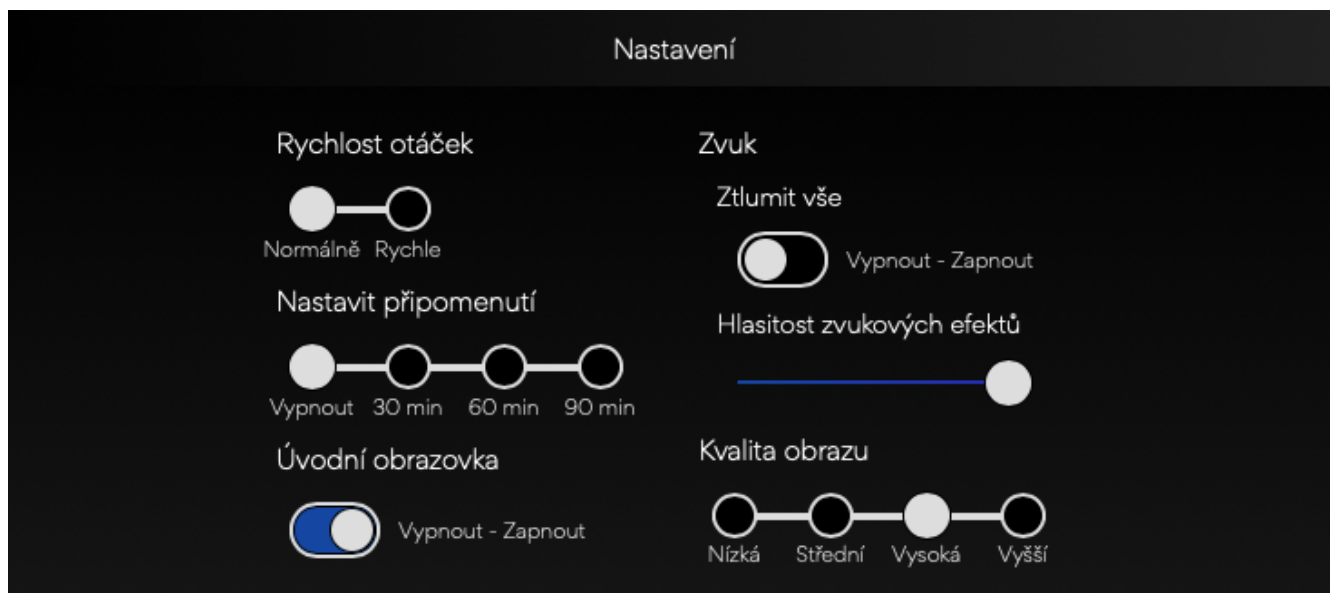 Nastavení
Rychlost otáček
Normálně Rychle
Nastavit připomenutí
Vypnout 30 min 60 min 90 min
Úvodní obrazovka
Vypnout - Zapnout
Zvuk
Ztlumit vše
Vypnout - Zapnout
Hlasitost zvukových efektů
Kvalita obrazu
Nízká Střední Vysoká Vyšší